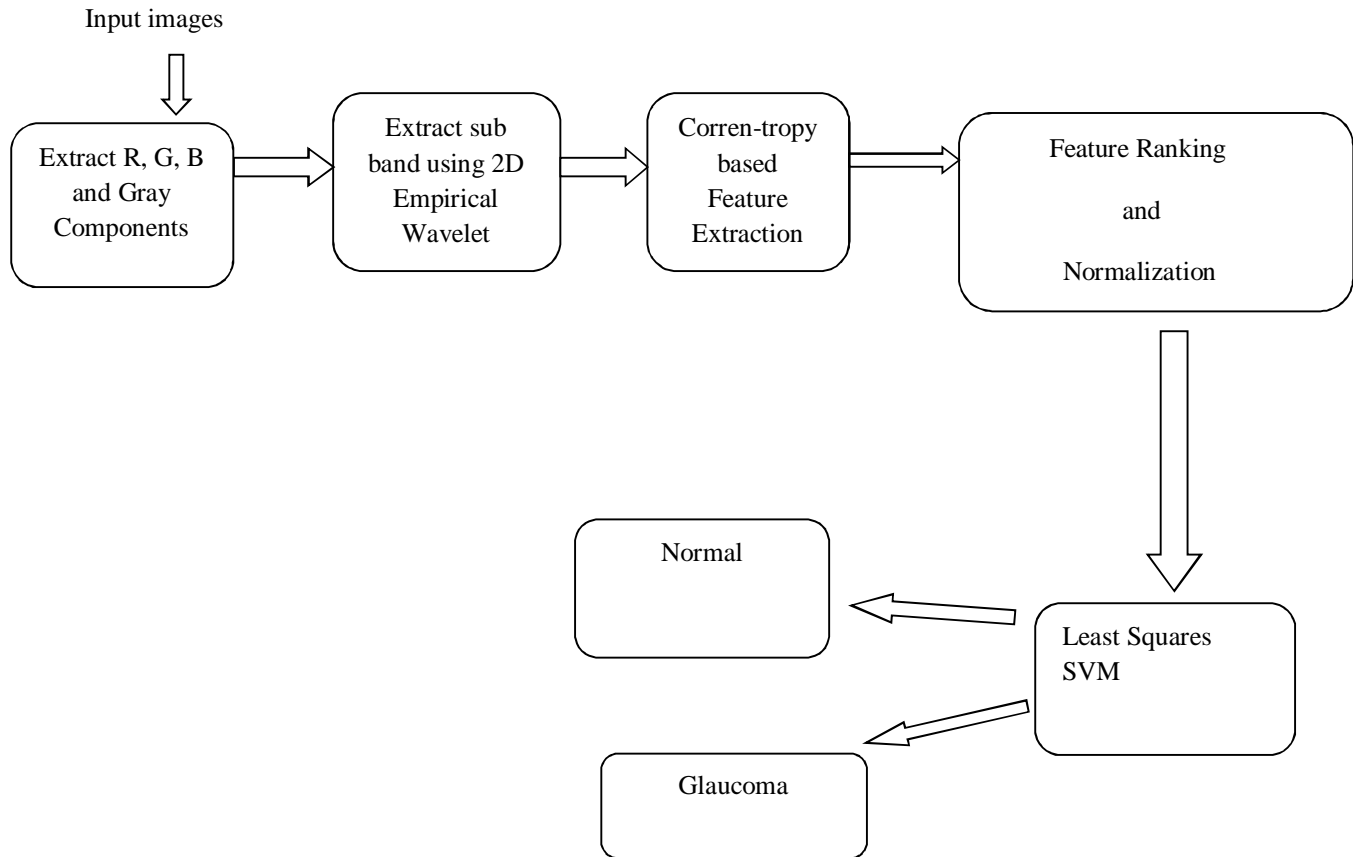 Input images
Extract R, G, B
and Gray
Components
Extract sub
band using 2D
Empirical
Wavelet
Corren-tropy
based
Feature
Extraction
Feature Ranking
and
Normalization
Least Squares
SVM
Normal
Glaucoma